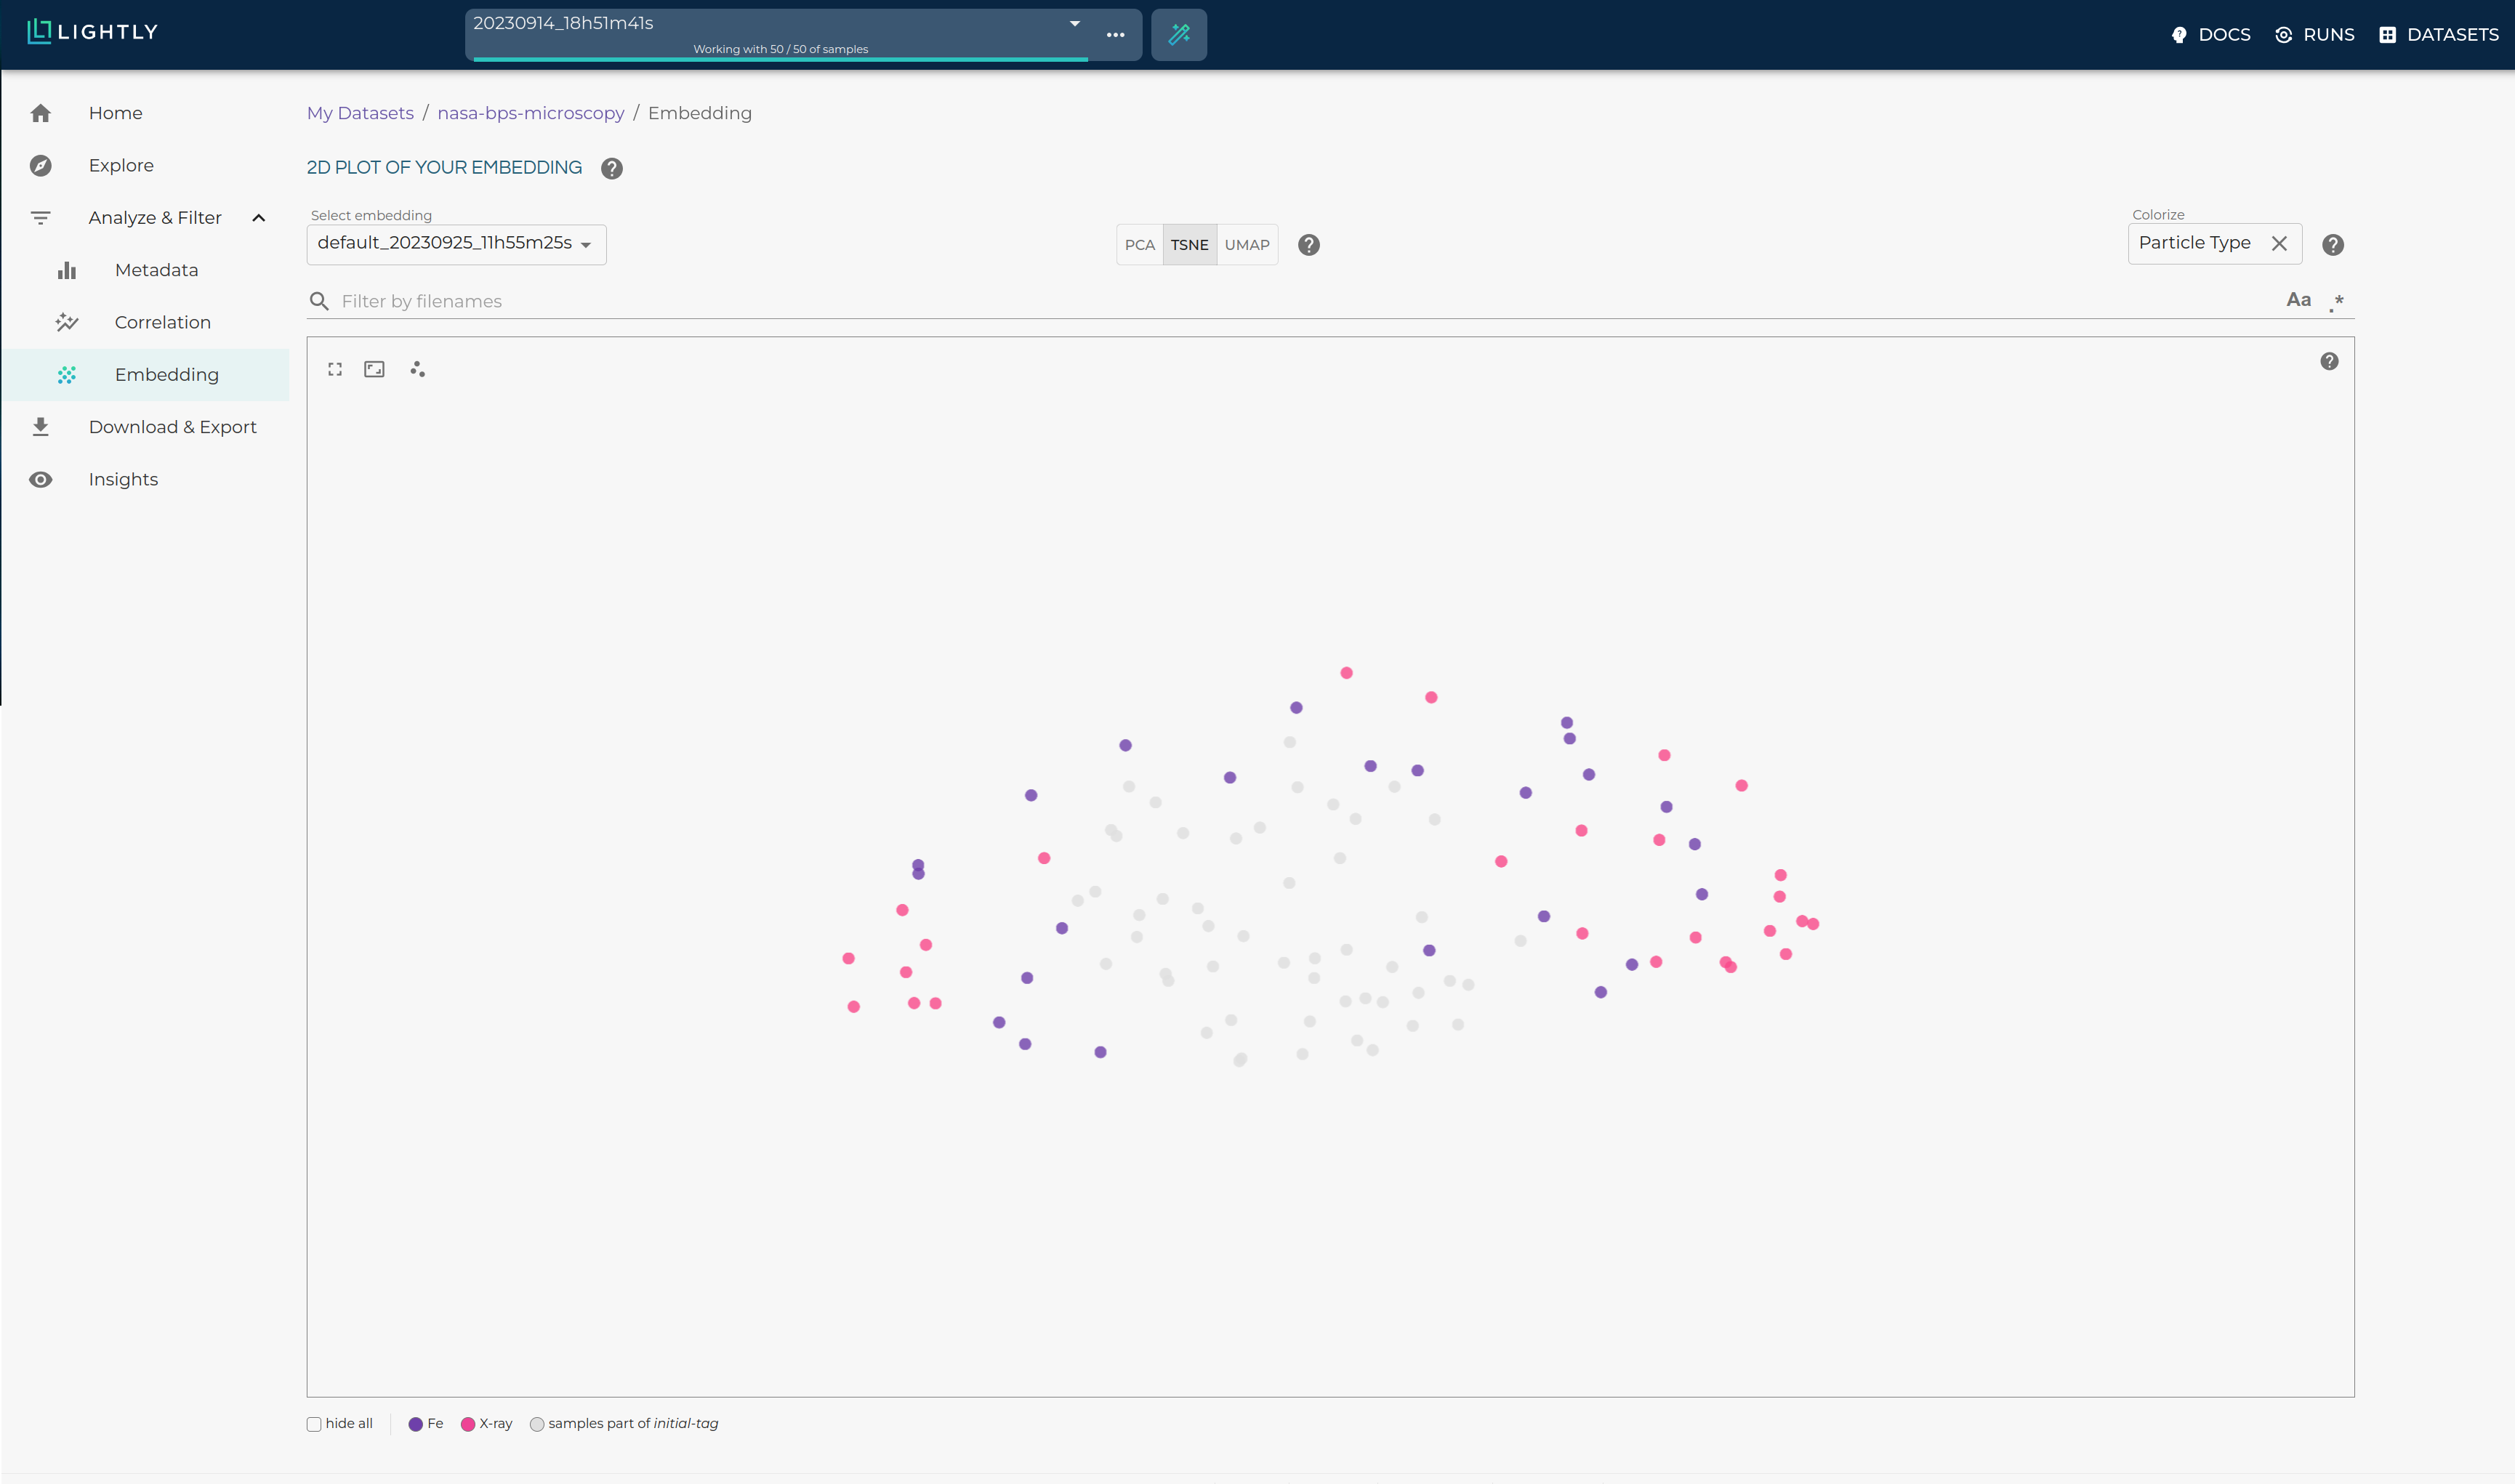 LIGHTLY
20230914_18h51m41s
Working with 50 / 50 of samples
DOCS
RUNS
DATASETS
Home
Explore
Analyze & Filter
Metadata
Correlation
Embedding
Download & Export
Insights
My Datasets / nasa-bps-microscopy / Embedding
2D PLOT OF YOUR EMBEDDING
Select embedding
default_20230925_11h55m25s
PCA TSNE UMAP
Colorize
Particle Type
Filter by filenames
Aa .*
hide all
Fe
X-ray
samples part of initial-tag